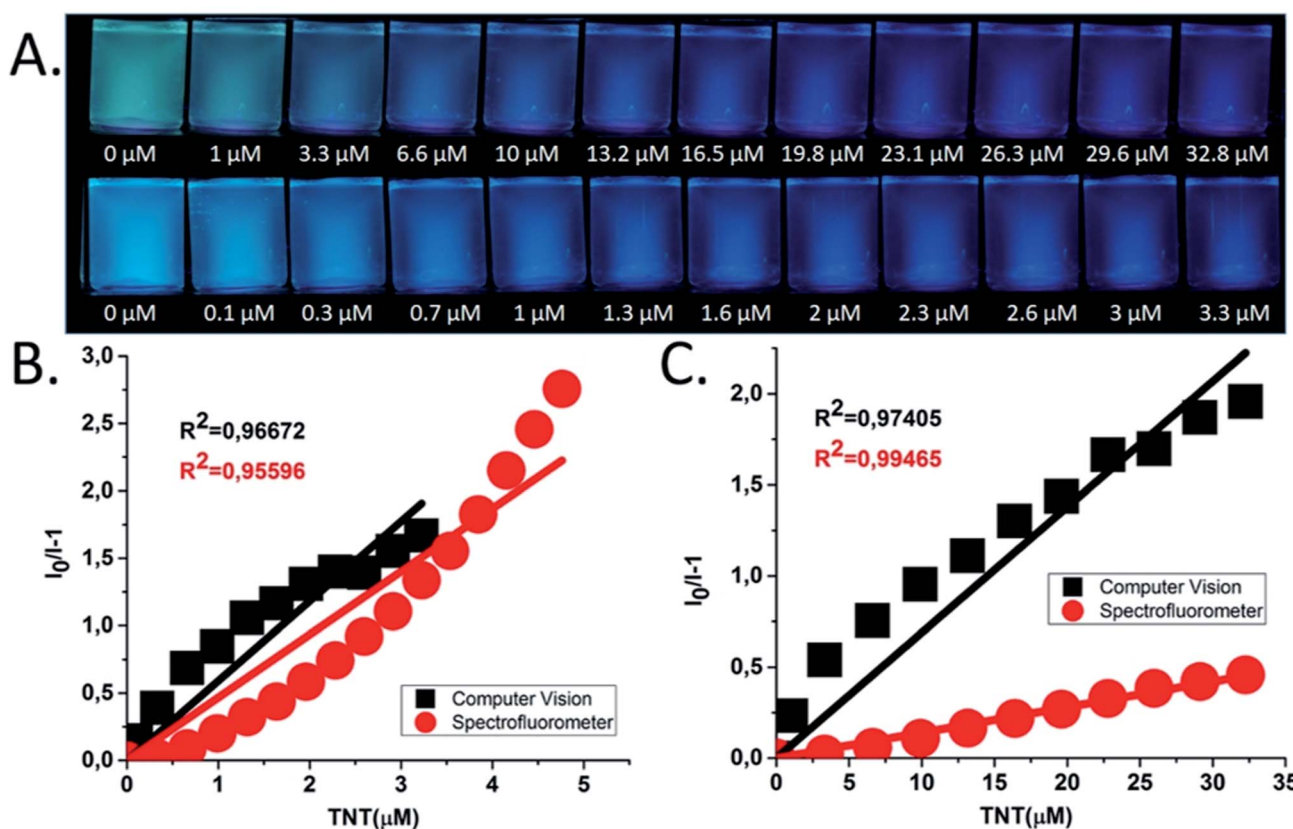 A.
0 μM 1 μM 3.3 μM 6.6 μM 10 μM 13.2 μM 16.5 μM 19.8 μM 23.1 μM 26.3 μM 29.6 μM 32.8 μM
0 μM 0.1 μM 0.3 μM 0.7 μM 1 μM 1.3 μM 1.6 μM 2 μM 2.3 μM 2.6 μM 3 μM 3.3 μM
B.
3,0
2,5
2,0
1,5
1,0
0,5
0,0
I₀/I-1
R²=0,96672
R²=0,95596
Computer Vision
Spectrofluorometer
0 1 2 3 4 5
TNT(μM)
C.
2,0
1,5
1,0
0,5
0,0
I₀/I-1
R²=0,97405
R²=0,99465
Computer Vision
Spectrofluorometer
0 5 10 15 20 25 30 35
TNT(μM)